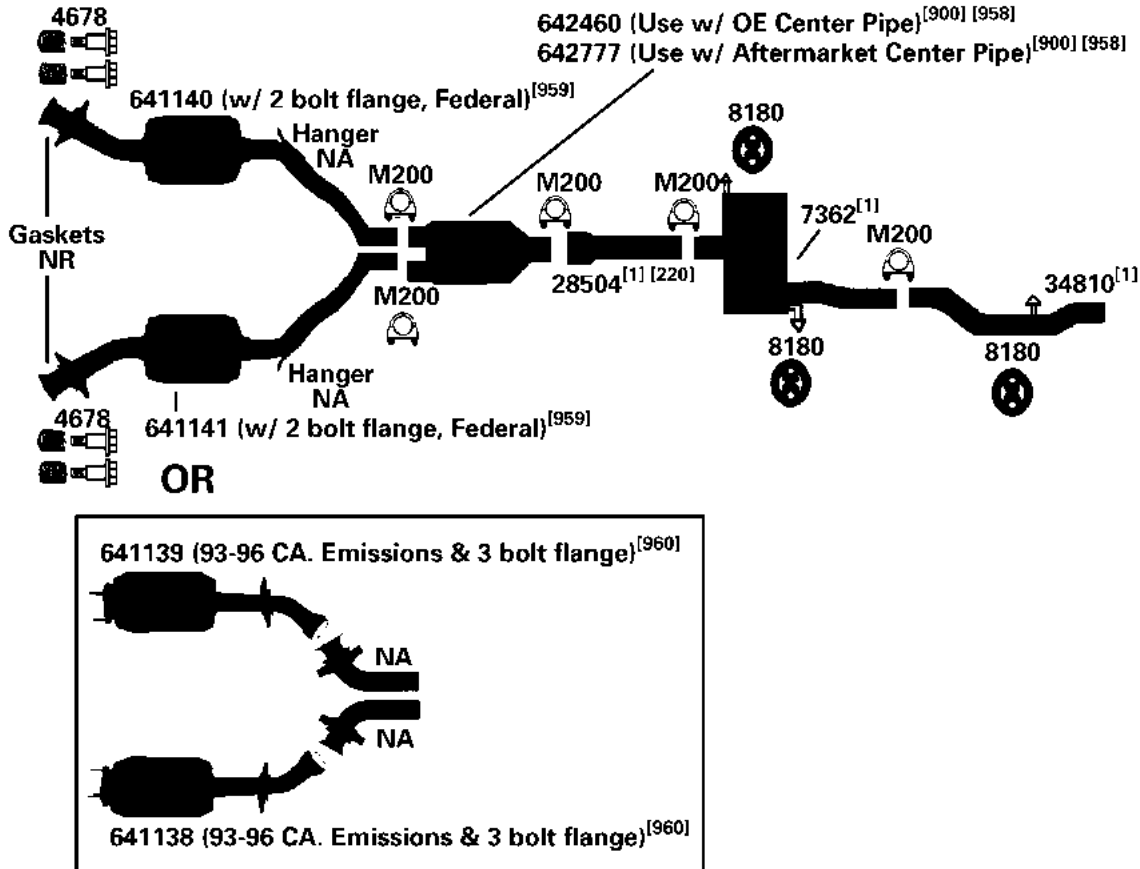 4678
642460 (Use w/ OE Center Pipe)[900] [958]
642777 (Use w/ Aftermarket Center Pipe)[900] [958]
641140 (w/ 2 bolt flange, Federal)[959]
8180
Hanger
NA
M200
M200
M200
7362[1]
Gaskets
NR
M200
28504[1] [220]
34810[1]
M200
8180
8180
Hanger
NA
4678
641141 (w/ 2 bolt flange, Federal)[959]
OR
641139 (93-96 CA. Emissions & 3 bolt flange)[960]
NA
NA
641138 (93-96 CA. Emissions & 3 bolt flange)[960]